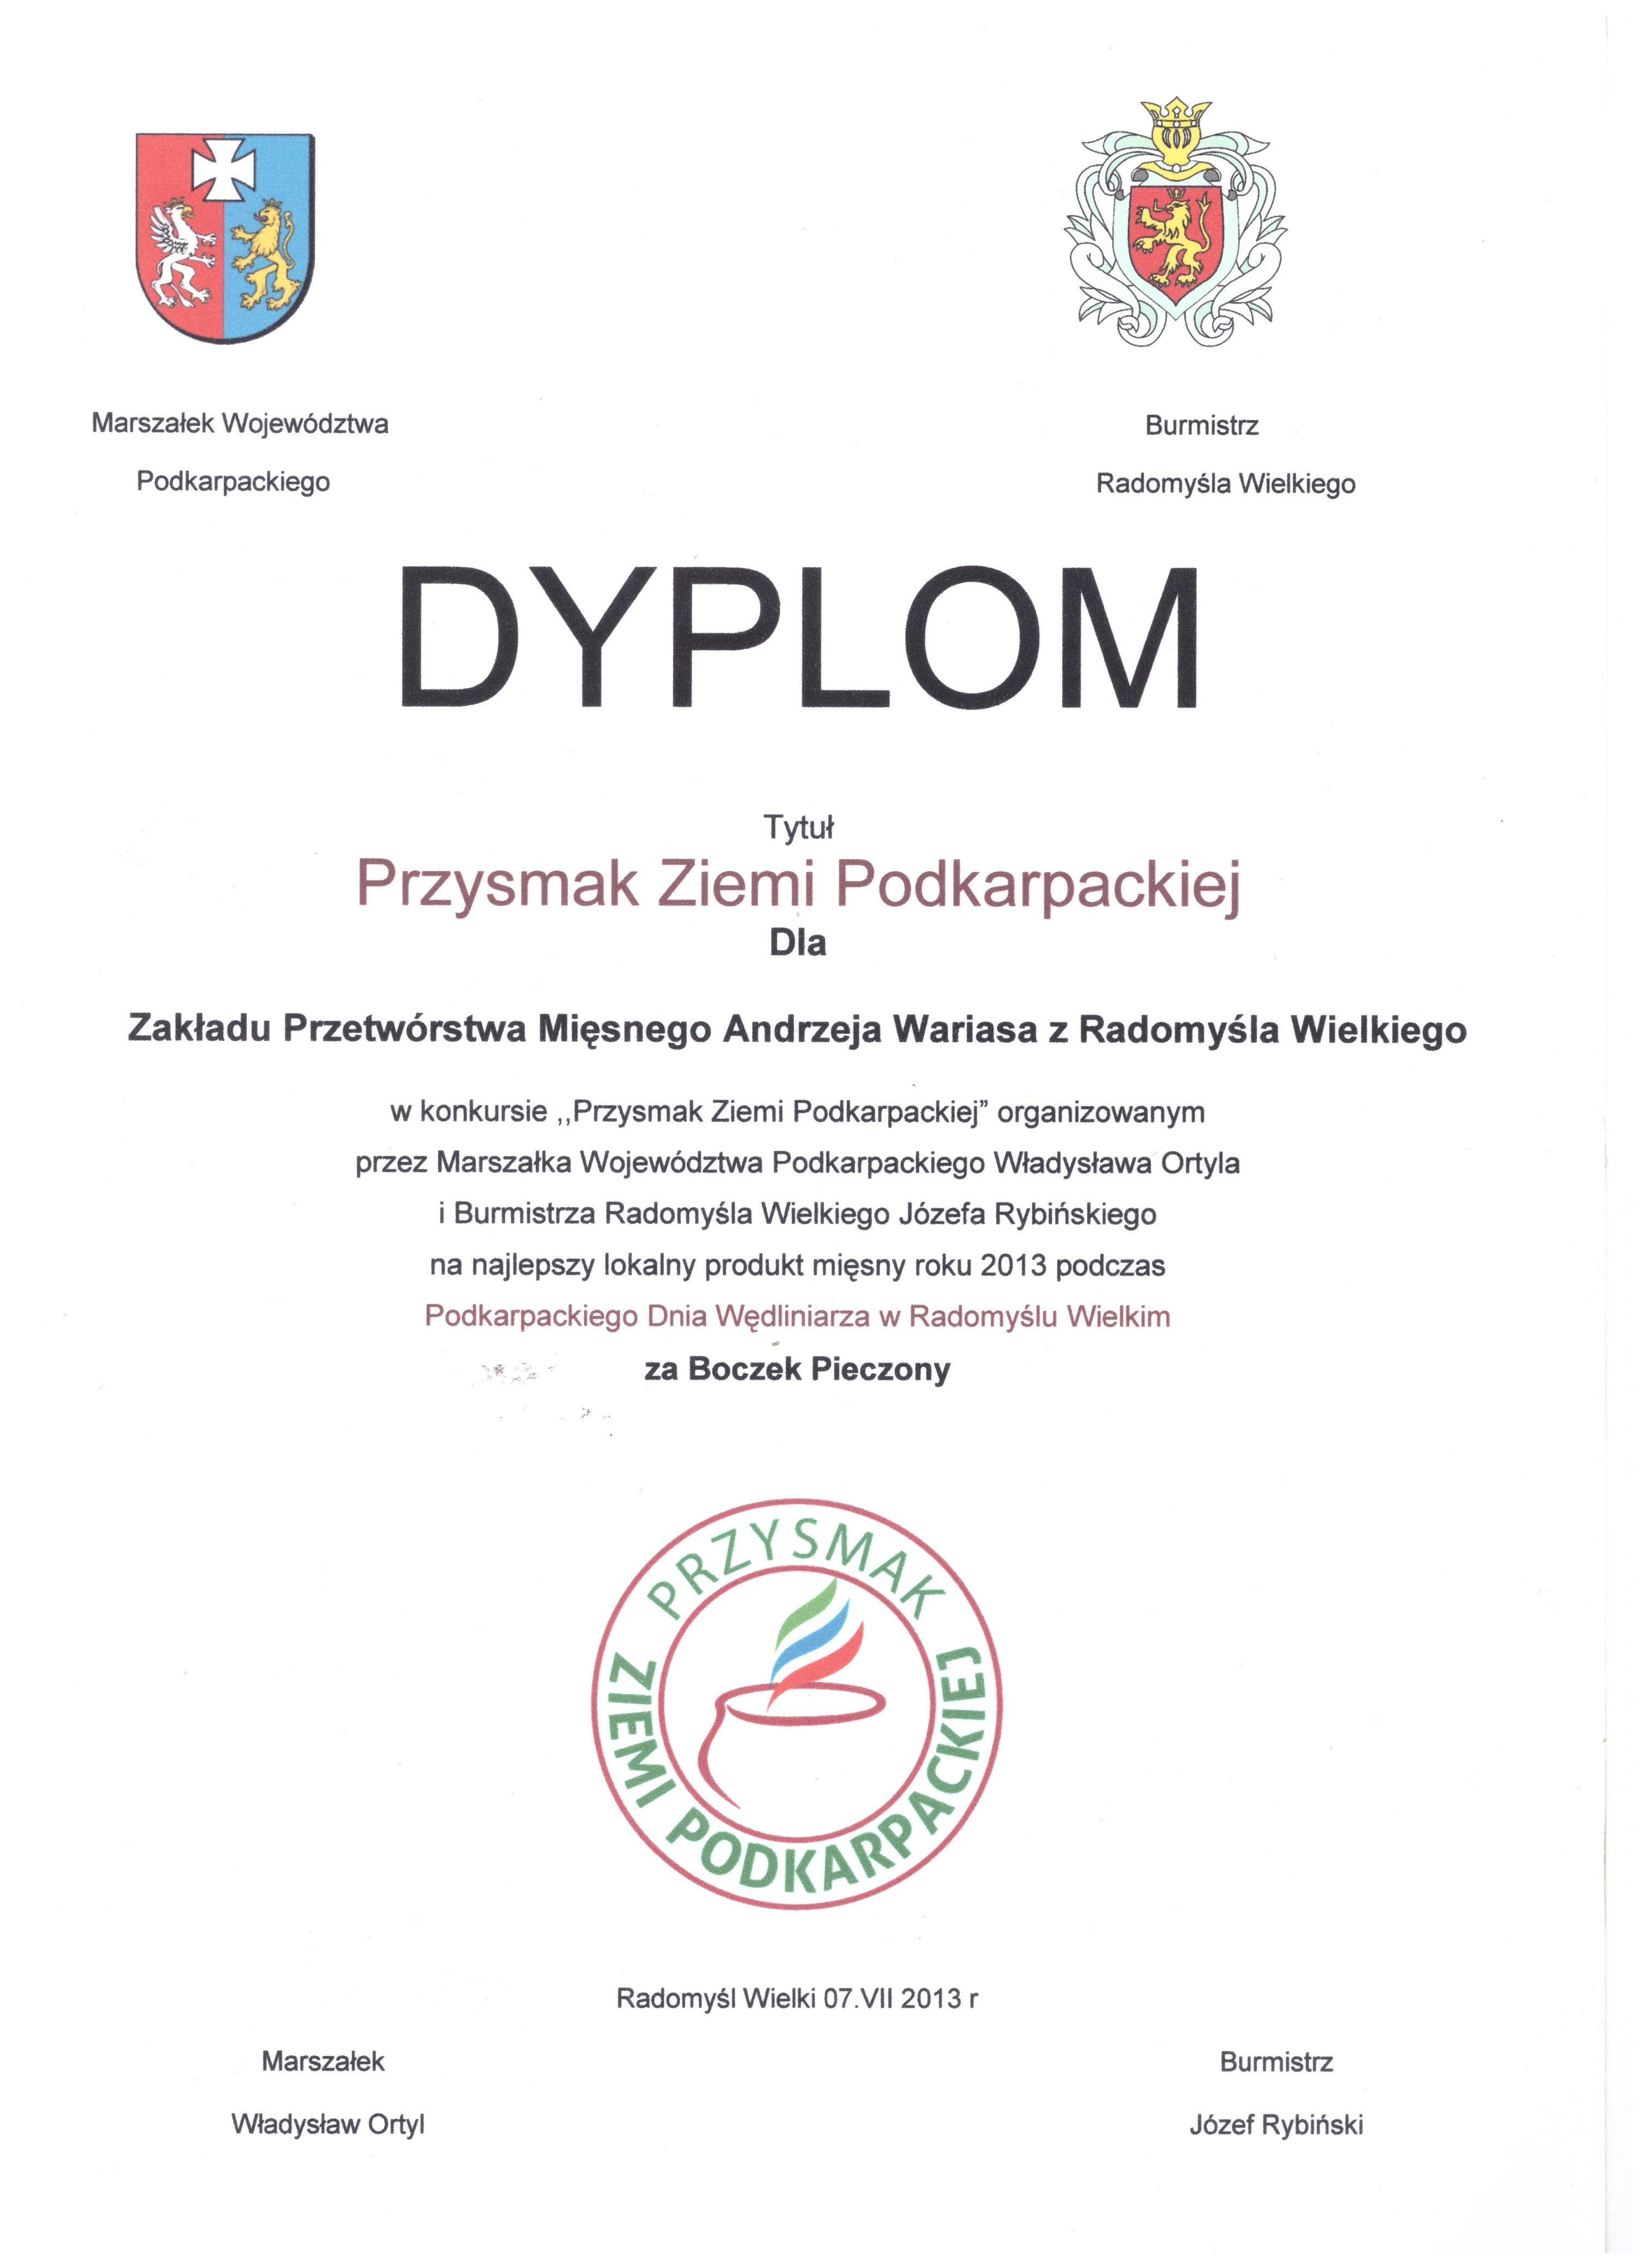 Marszałek Województwa
Podkarpackiego
Burmistrz
Radomyśla Wielkiego
DYPLOM
Tytuł
Przysmak Ziemi Podkarpackiej
Dla
Zakładu Przetwórstwa Mięsnego Andrzeja Wariasa z Radomyśla Wielkiego
w konkursie ,,Przysmak Ziemi Podkarpackiej” organizowanym
przez Marszałka Województwa Podkarpackiego Władysława Ortyla
i Burmistrza Radomyśla Wielkiego Józefa Rybińskiego
na najlepszy lokalny produkt mięsny roku 2013 podczas
Podkarpackiego Dnia Wędliniarza w Radomyślu Wielkim
za Boczek Pieczony
PRZYSMAK
ZIEMI PODKARPACKIEJ
Radomyśl Wielki 07.VII 2013 r
Marszałek
Władysław Ortyl
Burmistrz
Józef Rybiński